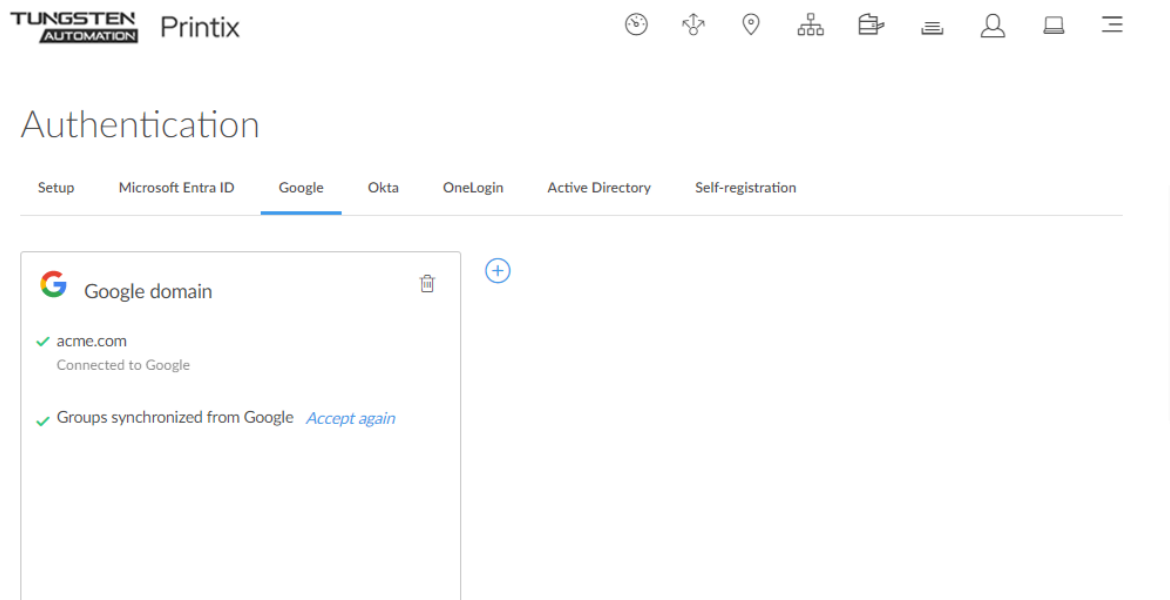 TUNGSTEN
AUTOMATION
Printix
Authentication
Setup Microsoft Entra ID Google Okta OneLogin Active Directory Self-registration
Google domain
acme.com
Connected to Google
Groups synchronized from Google Accept again